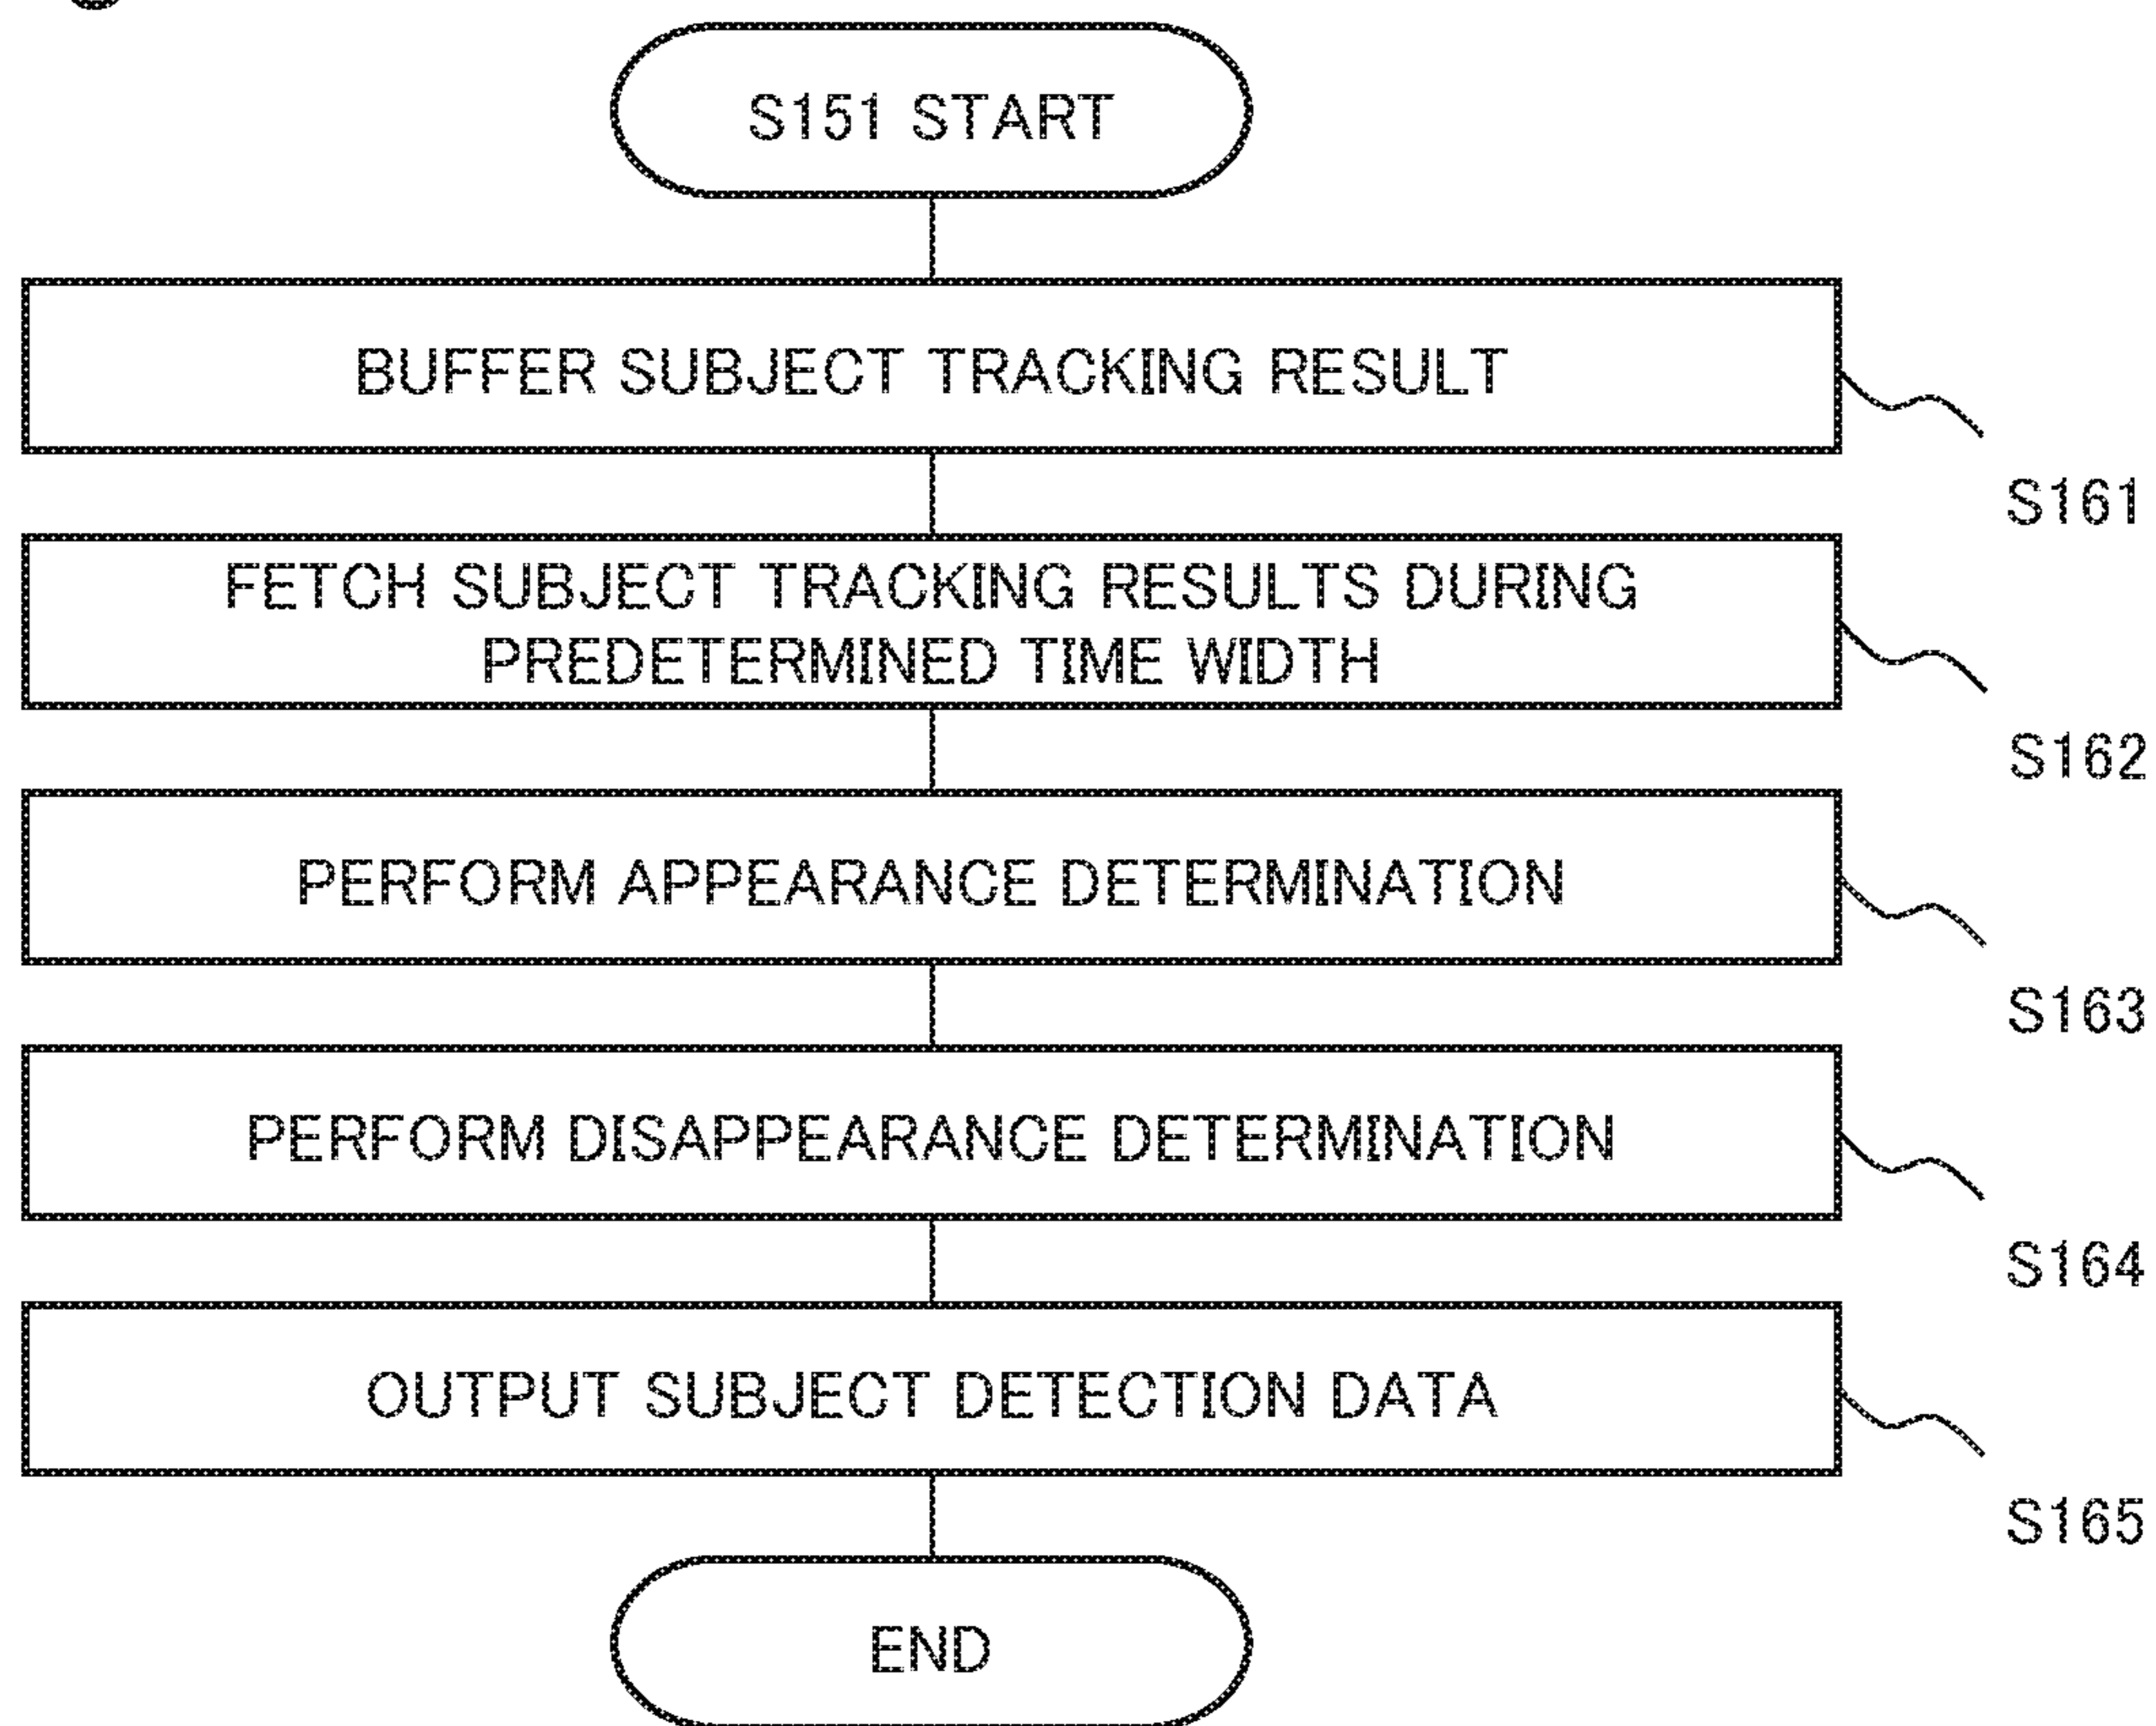 S151 START
BUFFER SUBJECT TRACKING RESULT
S161
FETCH SUBJECT TRACKING RESULTS DURING
PREDETERMINED TIME WIDTH
S162
PERFORM APPEARANCE DETERMINATION
S163
PERFORM DISAPPEARANCE DETERMINATION
S164
OUTPUT SUBJECT DETECTION DATA
S165
END